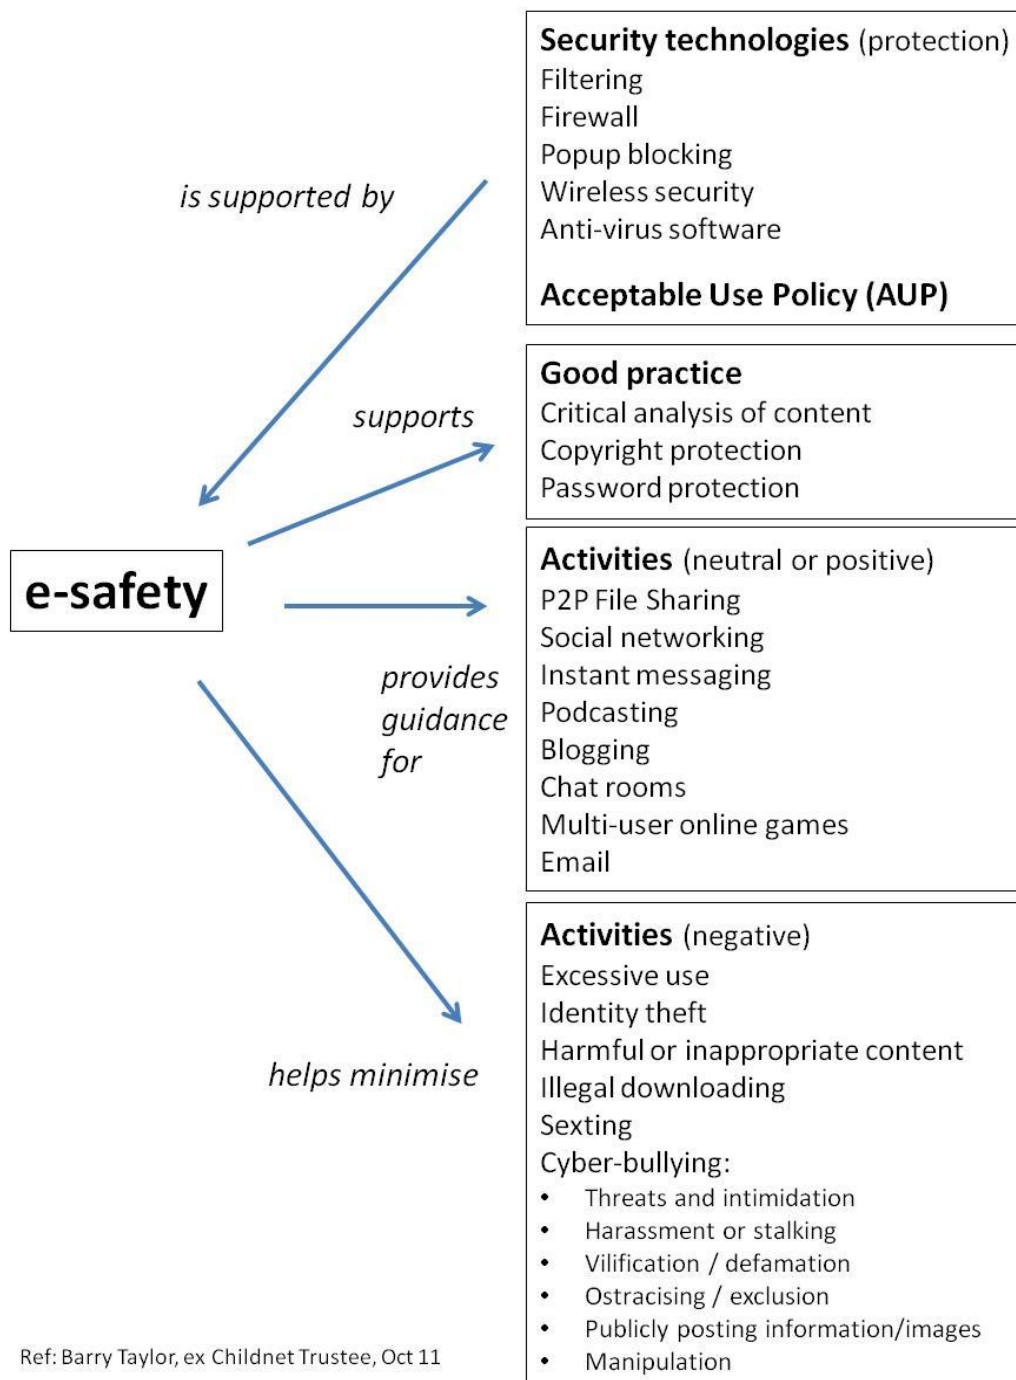 Security technologies (protection)
Filtering
Firewall
Popup blocking
Wireless security
Anti-virus software
Acceptable Use Policy (AUP)
is supported by
Good practice
Critical analysis of content
Copyright protection
Password protection
supports
e-safety
Activities (neutral or positive)
P2P File Sharing
Social networking
Instant messaging
Podcasting
Blogging
Chat rooms
Multi-user online games
Email
provides
guidance
for
Activities (negative)
Excessive use
Identity theft
Harmful or inappropriate content
Illegal downloading
Sexting
Cyber-bullying:
• Threats and intimidation
• Harassment or stalking
• Vilification / defamation
• Ostracising / exclusion
• Publicly posting information/images
• Manipulation
helps minimise
Ref: Barry Taylor, ex Childnet Trustee, Oct 11